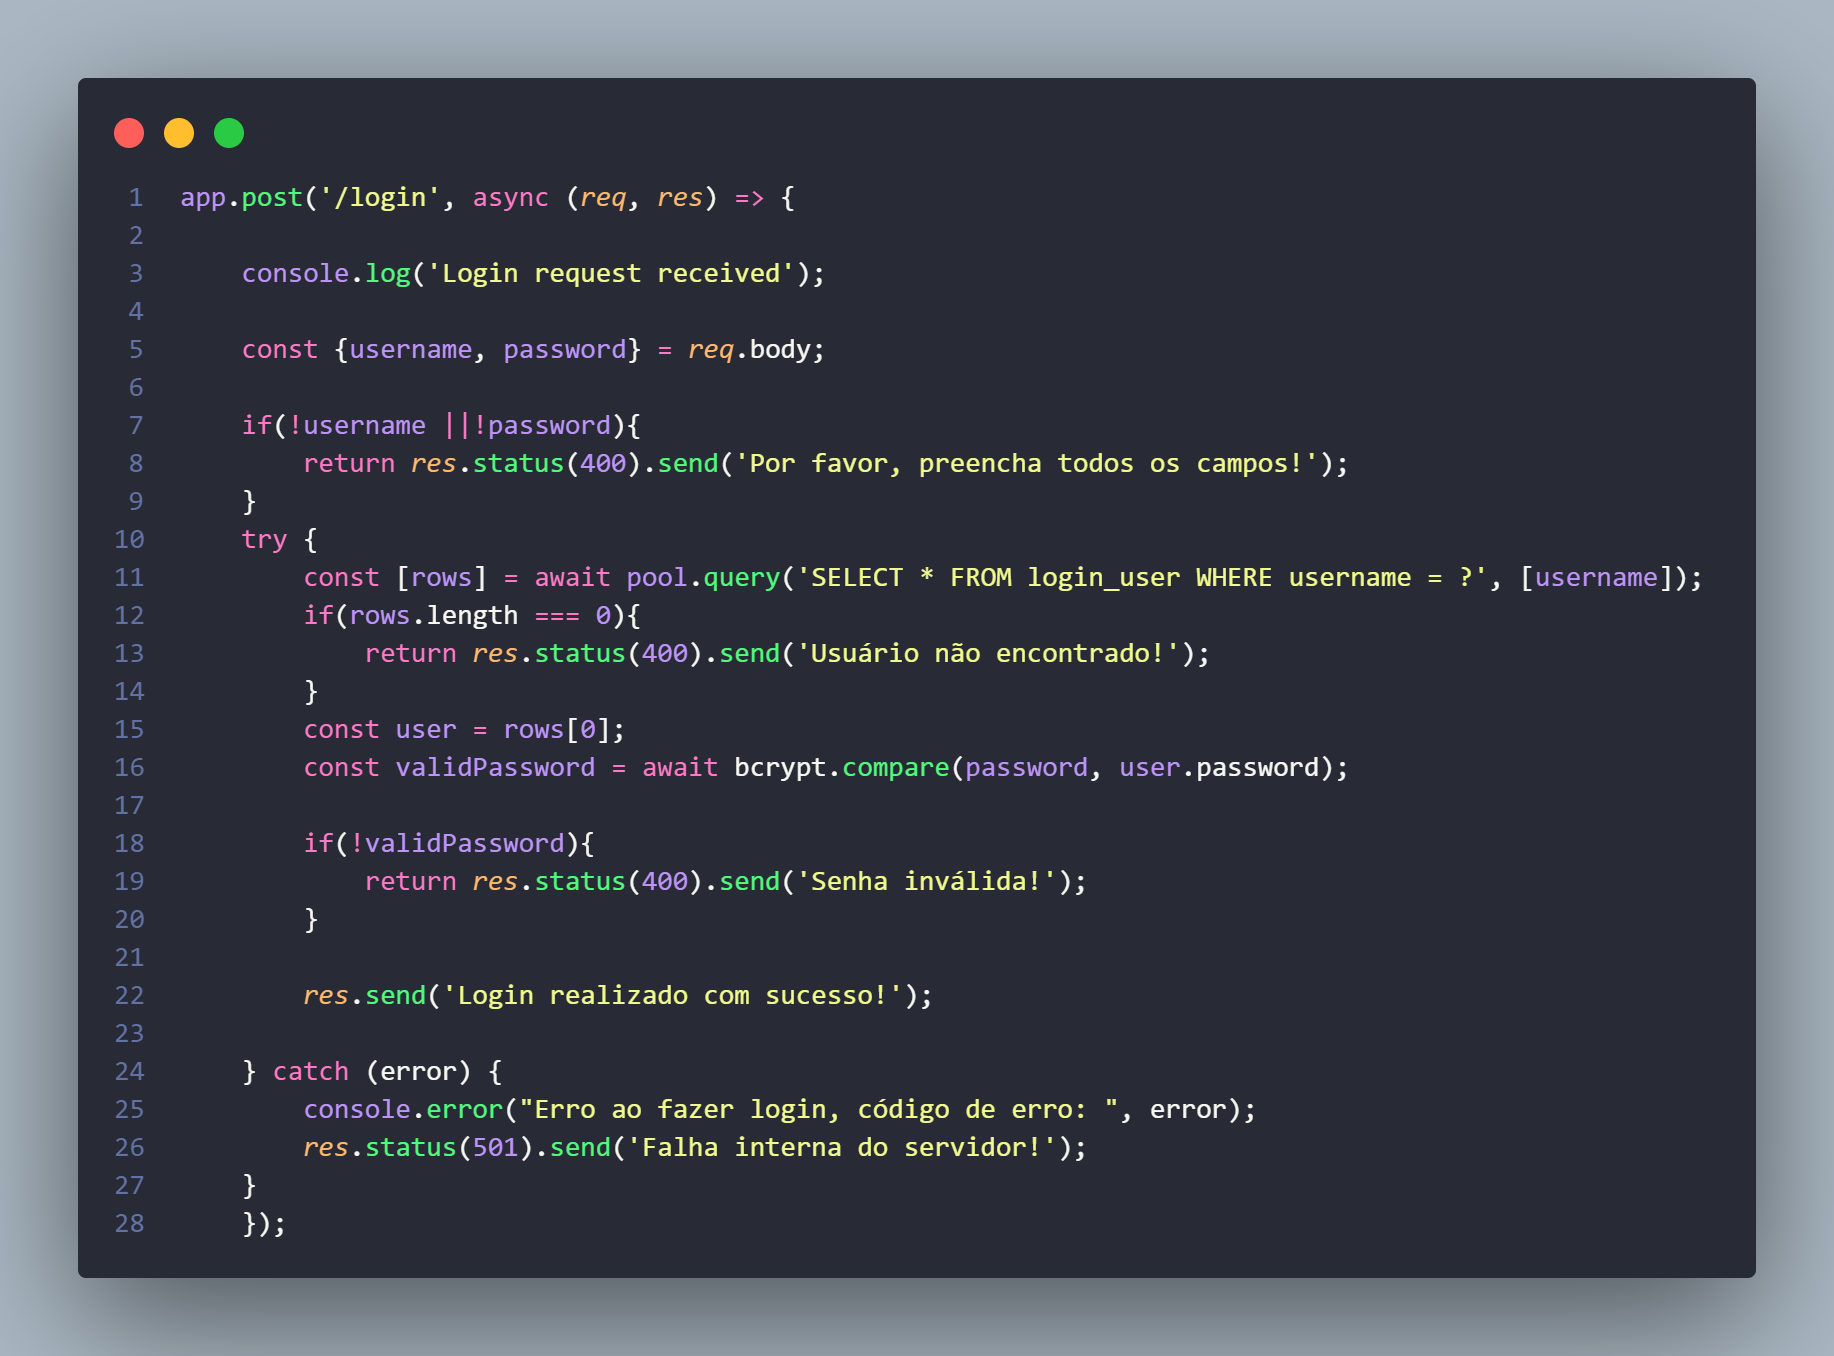 1 app.post('/login', async (req, res) => {
2
3     console.log('Login request received');
4
5     const {username, password} = req.body;
6
7     if(!username ||!password){
8         return res.status(400).send('Por favor, preencha todos os campos!');
9     }
10     try {
11         const [rows] = await pool.query('SELECT * FROM login_user WHERE username = ?', [username]);
12         if(rows.length === 0){
13             return res.status(400).send('Usuário não encontrado!');
14         }
15         const user = rows[0];
16         const validPassword = await bcrypt.compare(password, user.password);
17
18         if(!validPassword){
19             return res.status(400).send('Senha inválida!');
20         }
21
22         res.send('Login realizado com sucesso!');
23
24     } catch (error) {
25         console.error("Erro ao fazer login, código de erro: ", error);
26         res.status(501).send('Falha interna do servidor!');
27     }
28     });